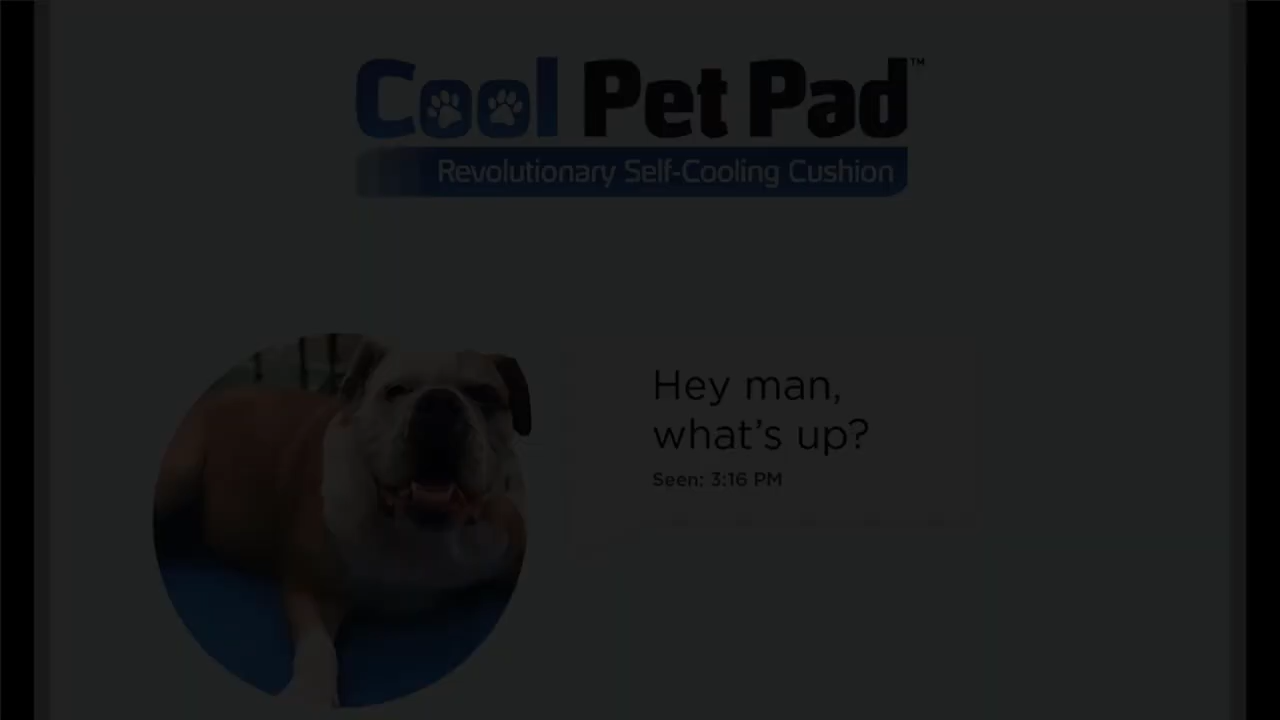 Cool Pet Pad™
Revolutionary Self-Cooling Cushion
Hey man,
what's up?
Seen: 3:16 PM